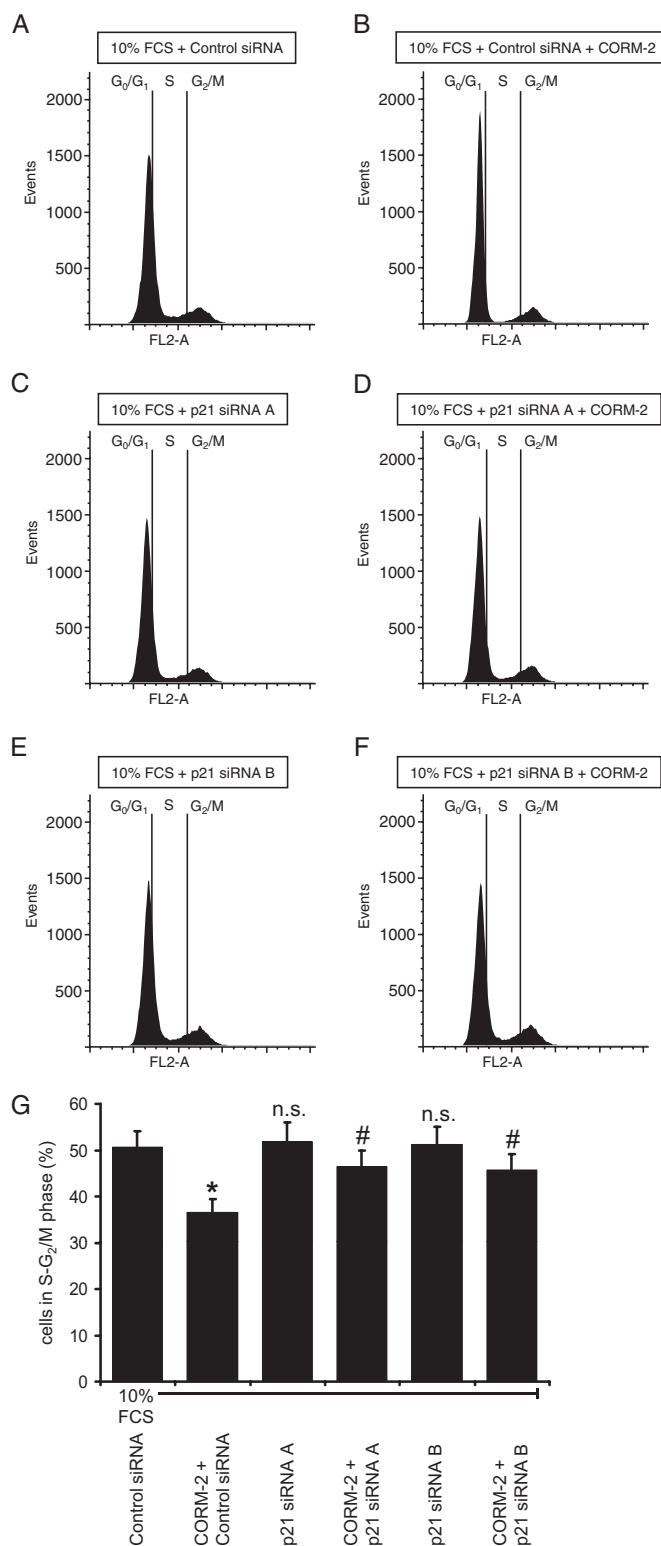 A
10% FCS + Control siRNA
G0/G1 S G2/M
2000
1500
1000
500
Events
FL2-A
B
10% FCS + Control siRNA + CORM-2
G0/G1 S G2/M
2000
1500
1000
500
Events
FL2-A
C
10% FCS + p21 siRNA A
G0/G1 S G2/M
2000
1500
1000
500
Events
FL2-A
D
10% FCS + p21 siRNA A + CORM-2
G0/G1 S G2/M
2000
1500
1000
500
Events
FL2-A
E
10% FCS + p21 siRNA B
G0/G1 S G2/M
2000
1500
1000
500
Events
FL2-A
F
10% FCS + p21 siRNA B + CORM-2
G0/G1 S G2/M
2000
1500
1000
500
Events
FL2-A
G
cells in S-G2/M phase (%)
60
50
40
30
20
10
0
*
n.s.
#
n.s.
#
10%
FCS
Control siRNA
CORM-2 +
Control siRNA
p21 siRNA A
CORM-2 +
p21 siRNA A
p21 siRNA B
CORM-2 +
p21 siRNA B